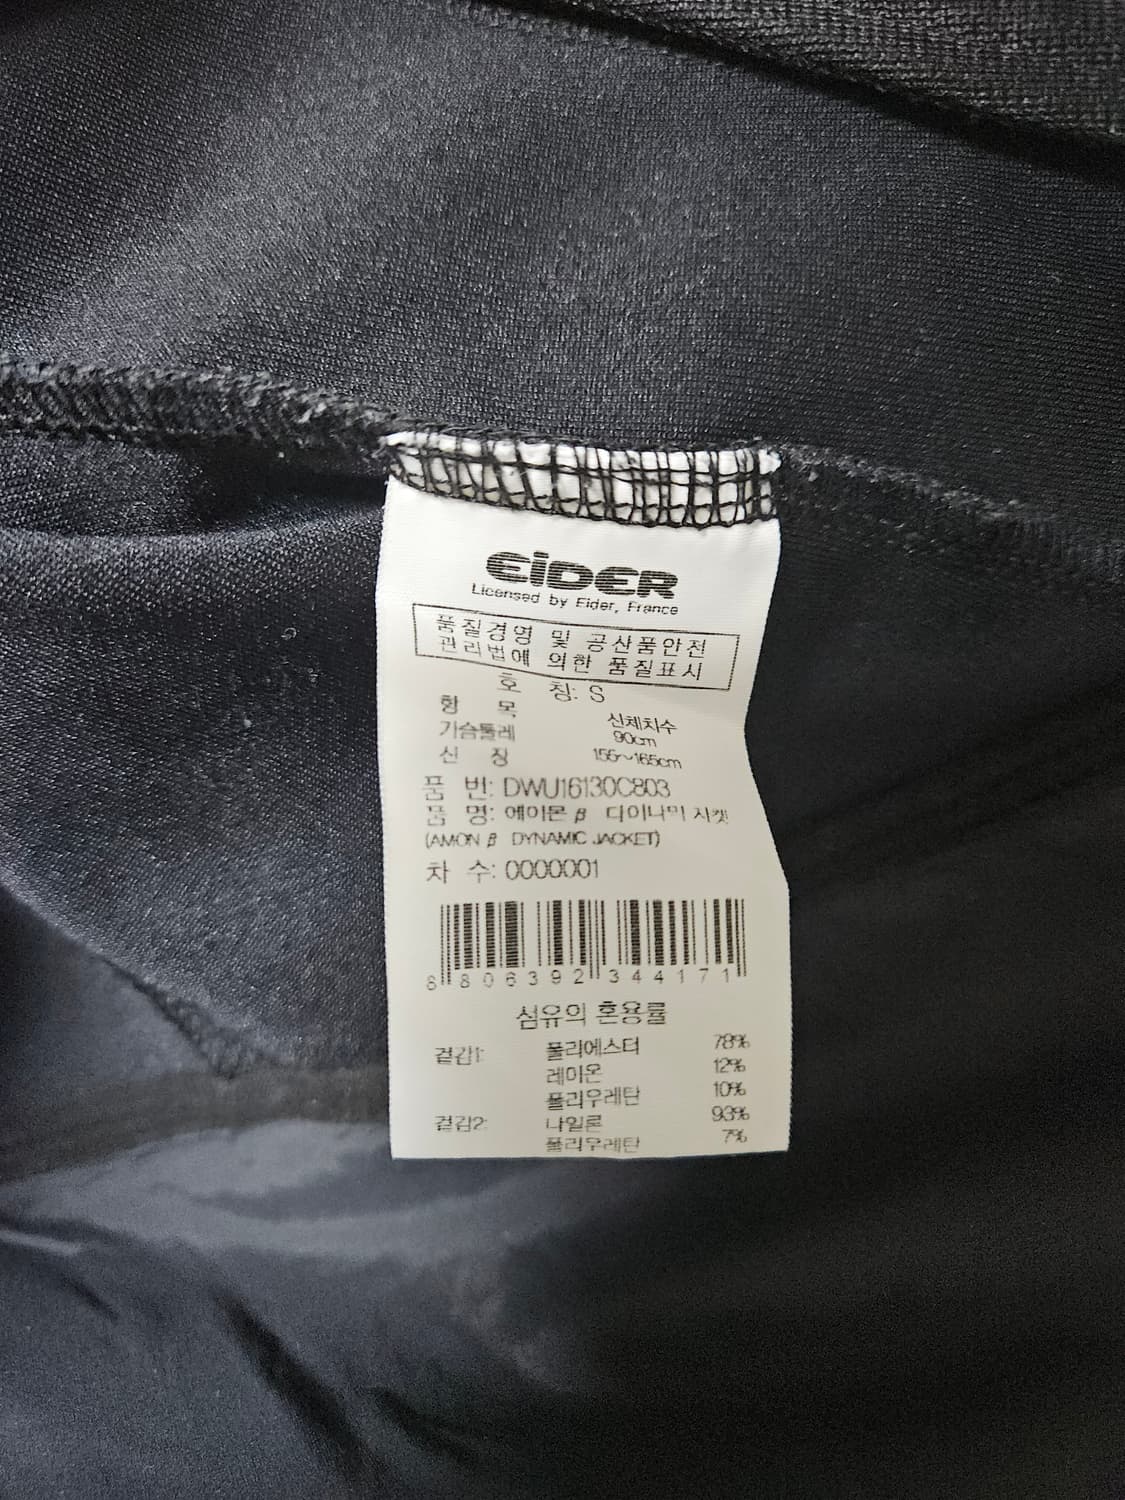 EiDER
Licensed by Eider, France
품질경영 및 공산품안전
관리법에 의한 품질표시
호 칭: S
항 목 신체치수
가슴둘레 90cm
신 장 155~165cm
품 번: DWU16130C803
품 명: 에이몬 β 다이나믹 자켓
(AMON β DYNAMIC JACKET)
차 수: 0000001
8 806392 344171
섬유의 혼용률
겉감1: 폴리에스터 78%
레이온 12%
폴리우레탄 10%
겉감2: 나일론 93%
폴리우레탄 7%